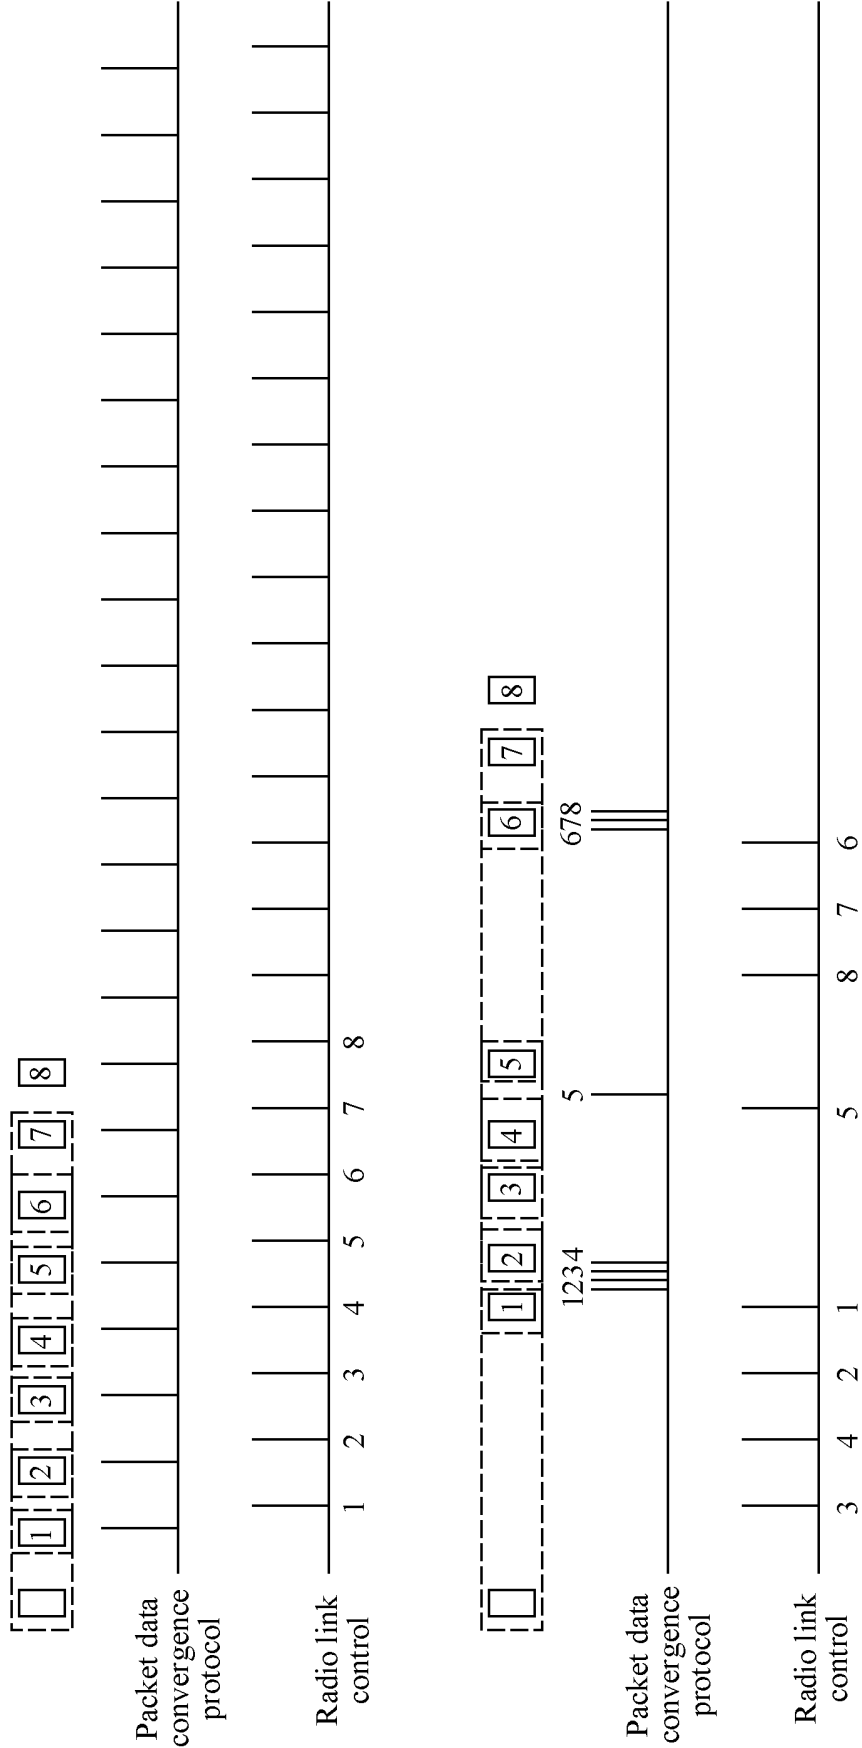 1 2 3 4 5 6 7 8
Packet data
convergence
protocol
Radio link
control
1 2 3 4 5 6 7 8
1 2 3 4 5 6 7 8
1234 5 678
Packet data
convergence
protocol
Radio link
control
3 4 2 1 5 8 7 6